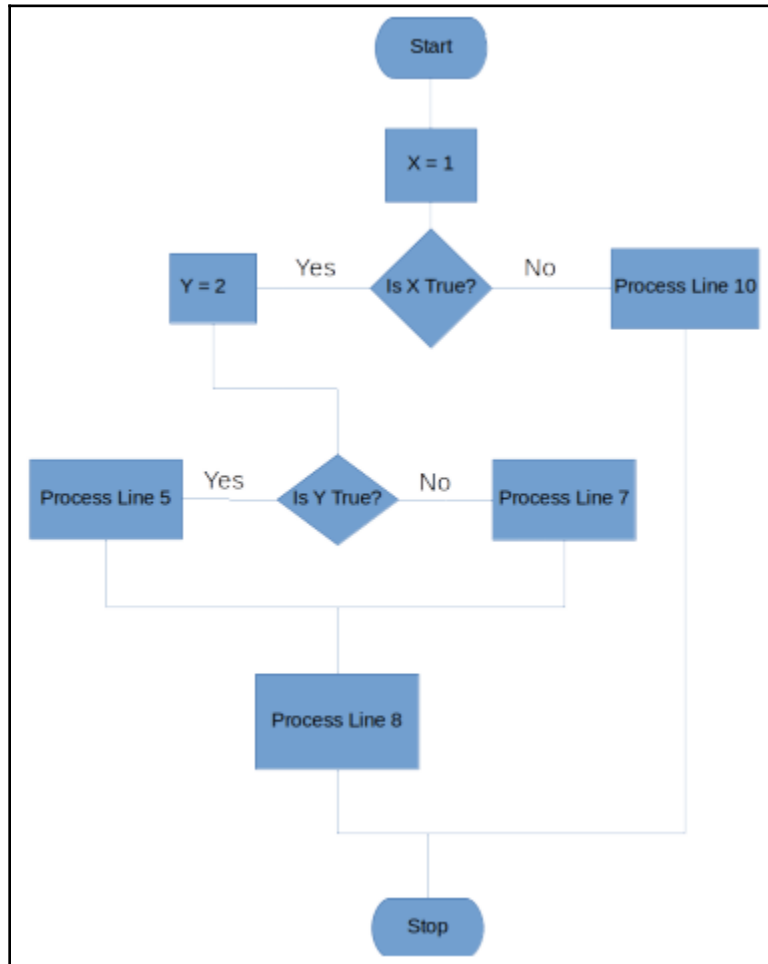 Start
X = 1
Yes
No
Y = 2
Is X True?
Process Line 10
Yes
No
Process Line 5
Is Y True?
Process Line 7
Process Line 8
Stop